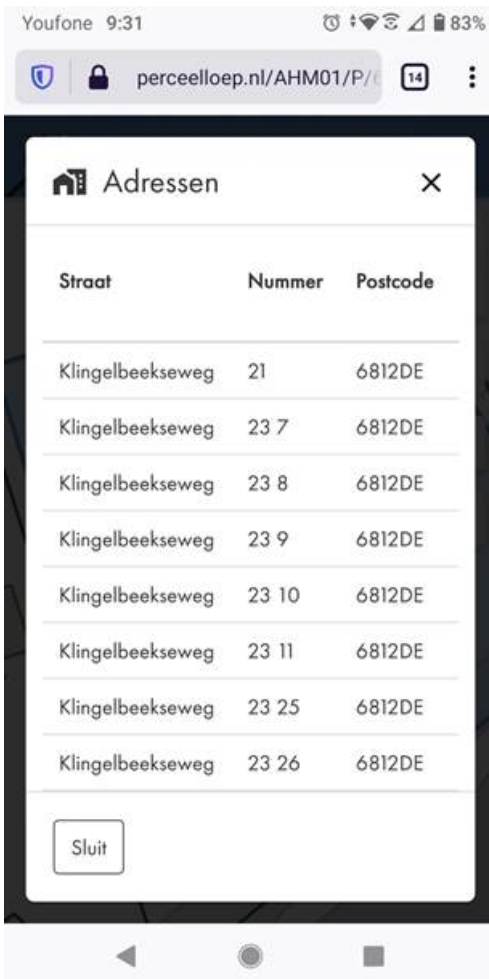 Youfone 9:31 83%
perceelloep.nl/AHM01/P/ 14
Adressen
Straat Nummer Postcode
Klingelbeekseweg 21 6812DE
Klingelbeekseweg 23 7 6812DE
Klingelbeekseweg 23 8 6812DE
Klingelbeekseweg 23 9 6812DE
Klingelbeekseweg 23 10 6812DE
Klingelbeekseweg 23 11 6812DE
Klingelbeekseweg 23 25 6812DE
Klingelbeekseweg 23 26 6812DE
Sluit